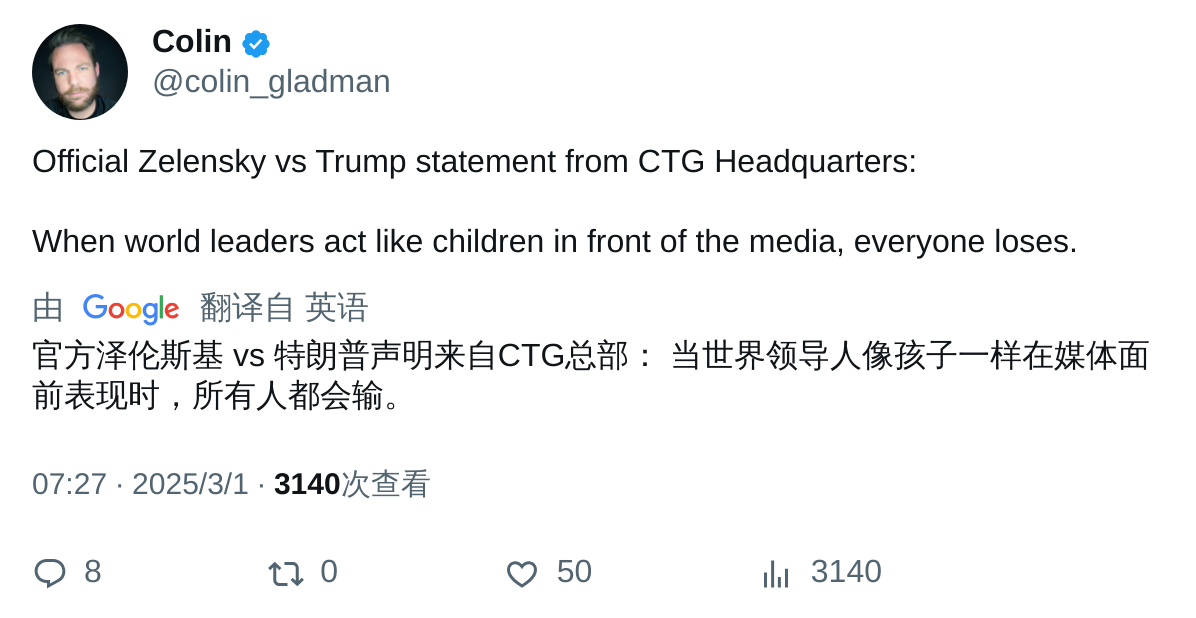 Colin
@colin_gladman
Official Zelensky vs Trump statement from CTG Headquarters:
When world leaders act like children in front of the media, everyone loses.
由 Google 翻译自 英语
官方泽伦斯基 vs 特朗普声明来自CTG总部： 当世界领导人像孩子一样在媒体面
前表现时，所有人都会输。
07:27 · 2025/3/1 · 3140次查看
8 0 50 3140